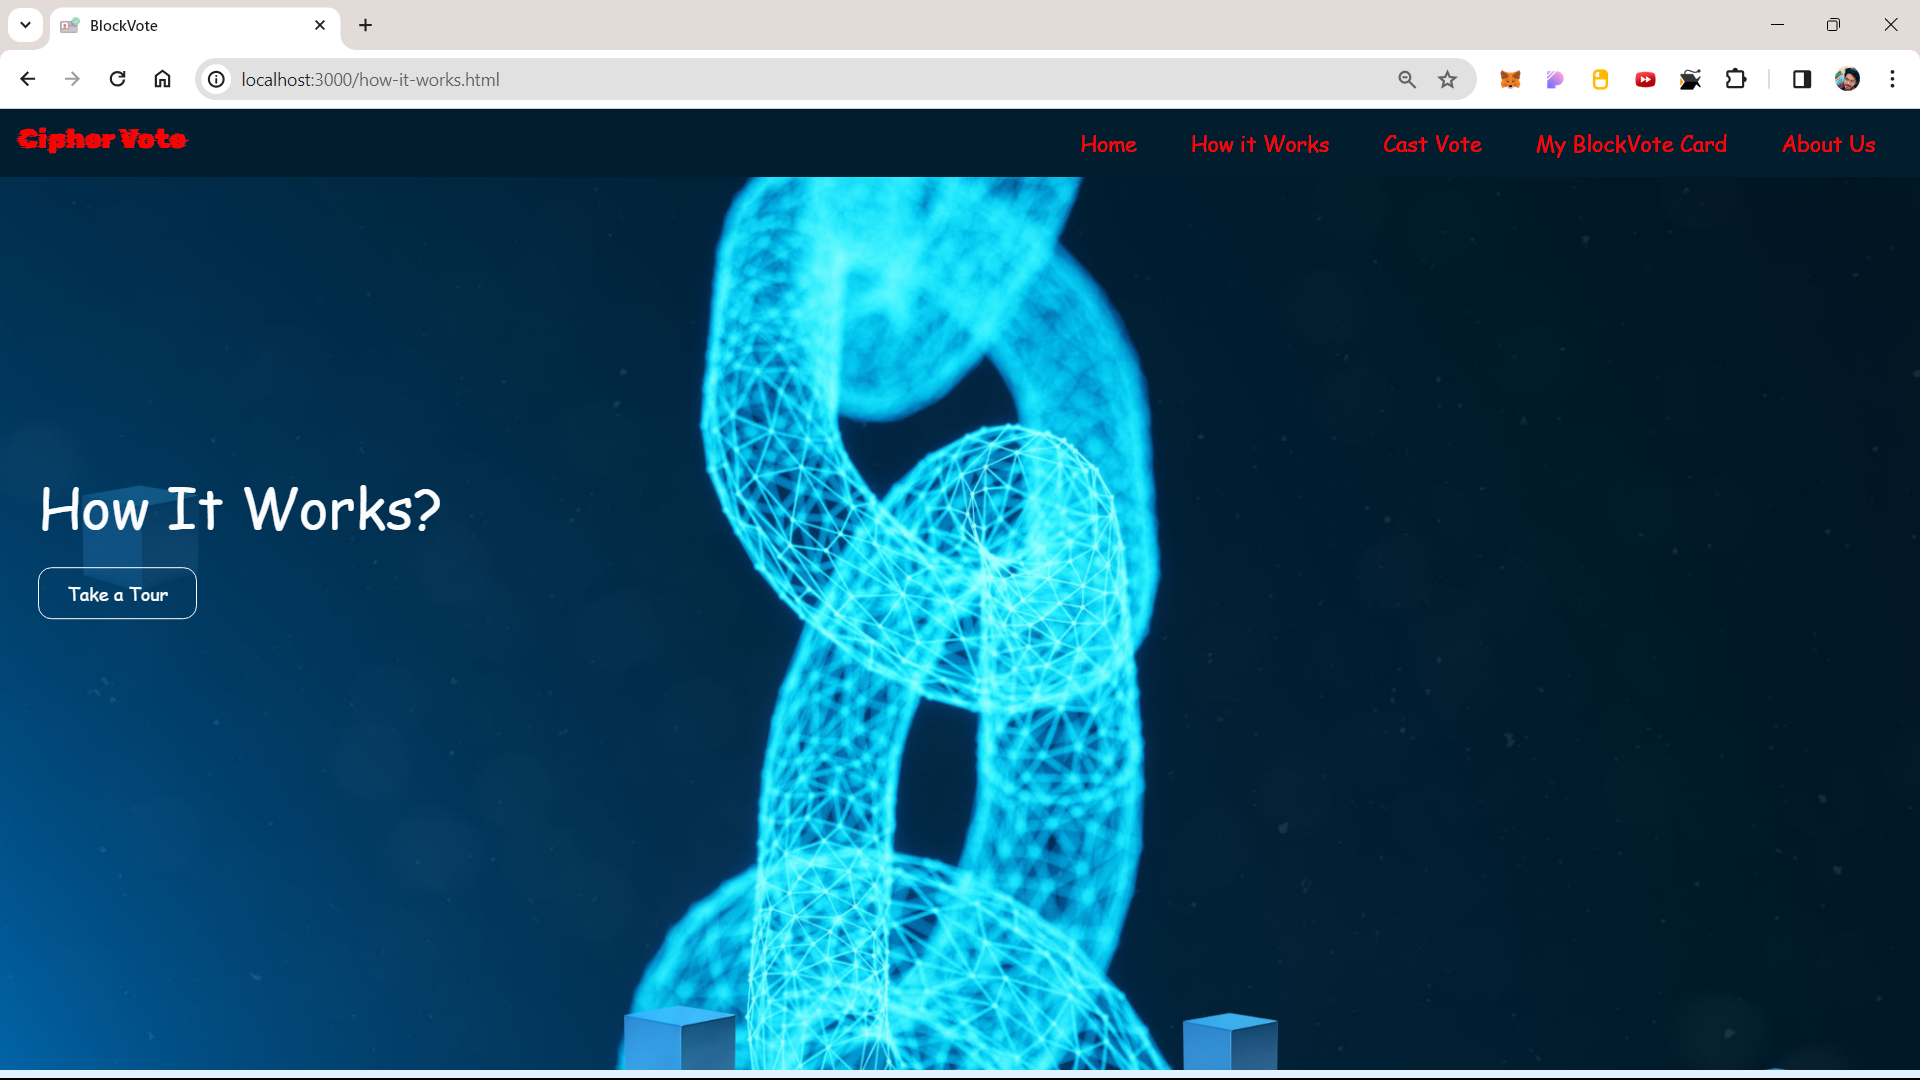 BlockVote
localhost:3000/how-it-works.html
Cipher Vote
Home How it Works Cast Vote My BlockVote Card About Us
How It Works?
Take a Tour